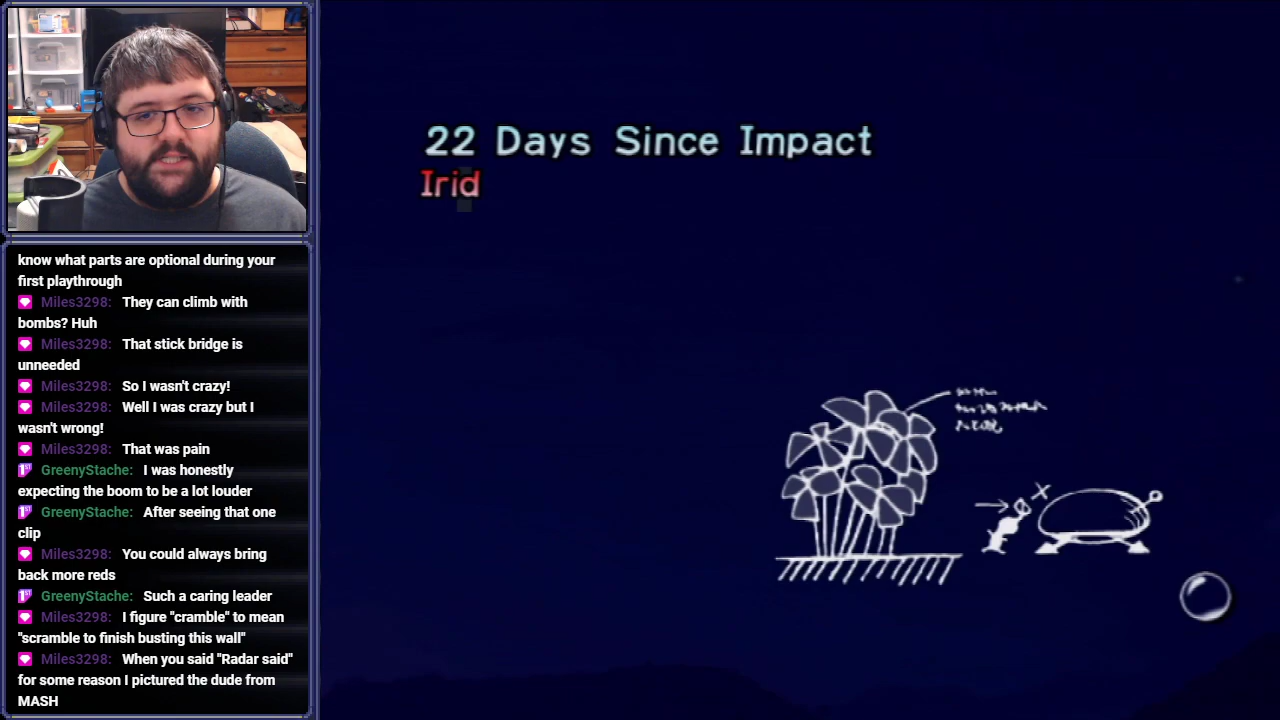 22 Days Since Impact
Irid
know what parts are optional during your
first playthrough
Miles3298: They can climb with
bombs? Huh
Miles3298: That stick bridge is
unneeded
Miles3298: So I wasn't crazy!
Miles3298: Well I was crazy but I
wasn't wrong!
Miles3298: That was pain
1ST GreenyStache: I was honestly
expecting the boom to be a lot louder
1ST GreenyStache: After seeing that one
clip
Miles3298: You could always bring
back more reds
1ST GreenyStache: Such a caring leader
Miles3298: I figure "cramble" to mean
"scramble to finish busting this wall"
Miles3298: When you said "Radar said"
for some reason I pictured the dude from
MASH